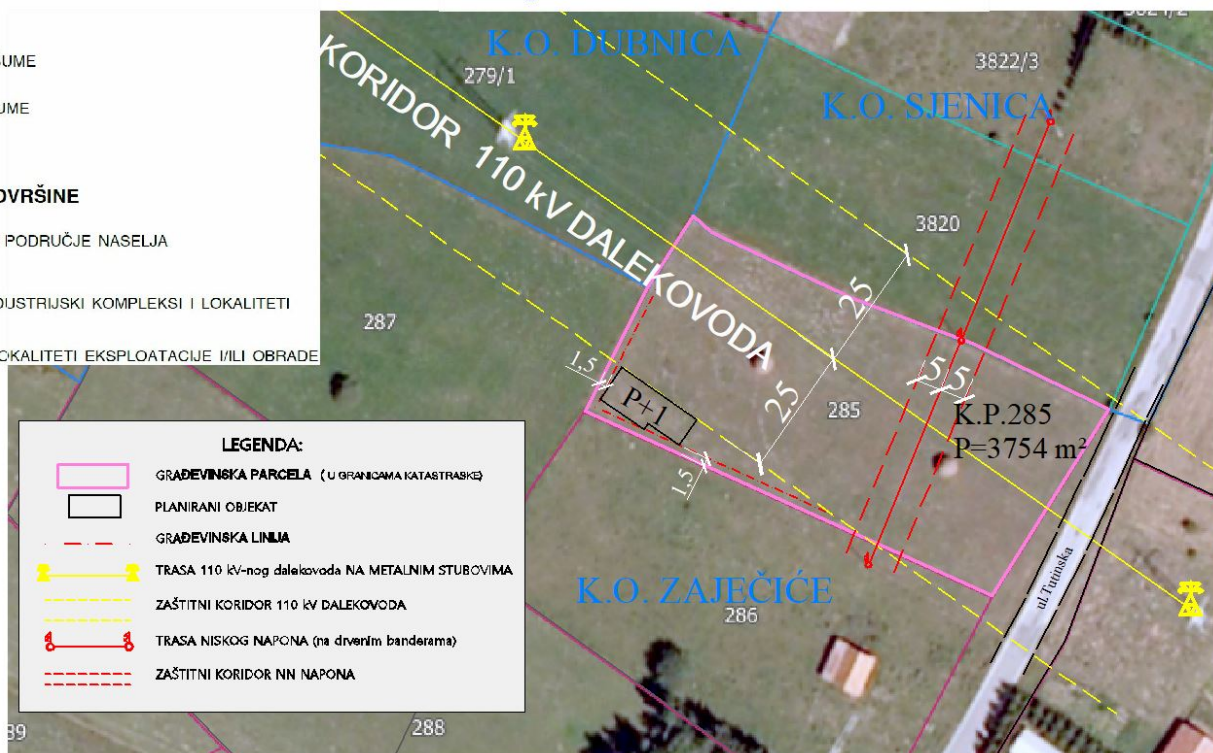 UME
UME
OVRŠINE
PODRUČJE NASELJA
DUSTRIJSKI KOMPLEKSI I LOKALITETI
OKALITETI EKSPLOATACIJE I/ILI OBRADE
K.O. DUBNICA
279/1
3822/3
K.O. SJENICA
KORIDOR 110 kV DALEKOVODA
3820
287
25
25
285
5 5
K.P.285
P=3754 m²
1,5
P+1
1,5
K.O. ZAJEČIĆE
286
ul.Tutinska
288
89
LEGENDA:
GRAĐEVINSKA PARCELA (U GRANICAMA KATASTRASKE)
PLANIRANI OBJEKAT
GRAĐEVINSKA LINIJA
TRASA 110 kV-nog dalekovoda NA METALNIM STUBOVIMA
ZAŠTITNI KORIDOR 110 kV DALEKOVODA
TRASA NISKOG NAPONA (na drvenim banderama)
ZAŠTITNI KORIDOR NN NAPONA